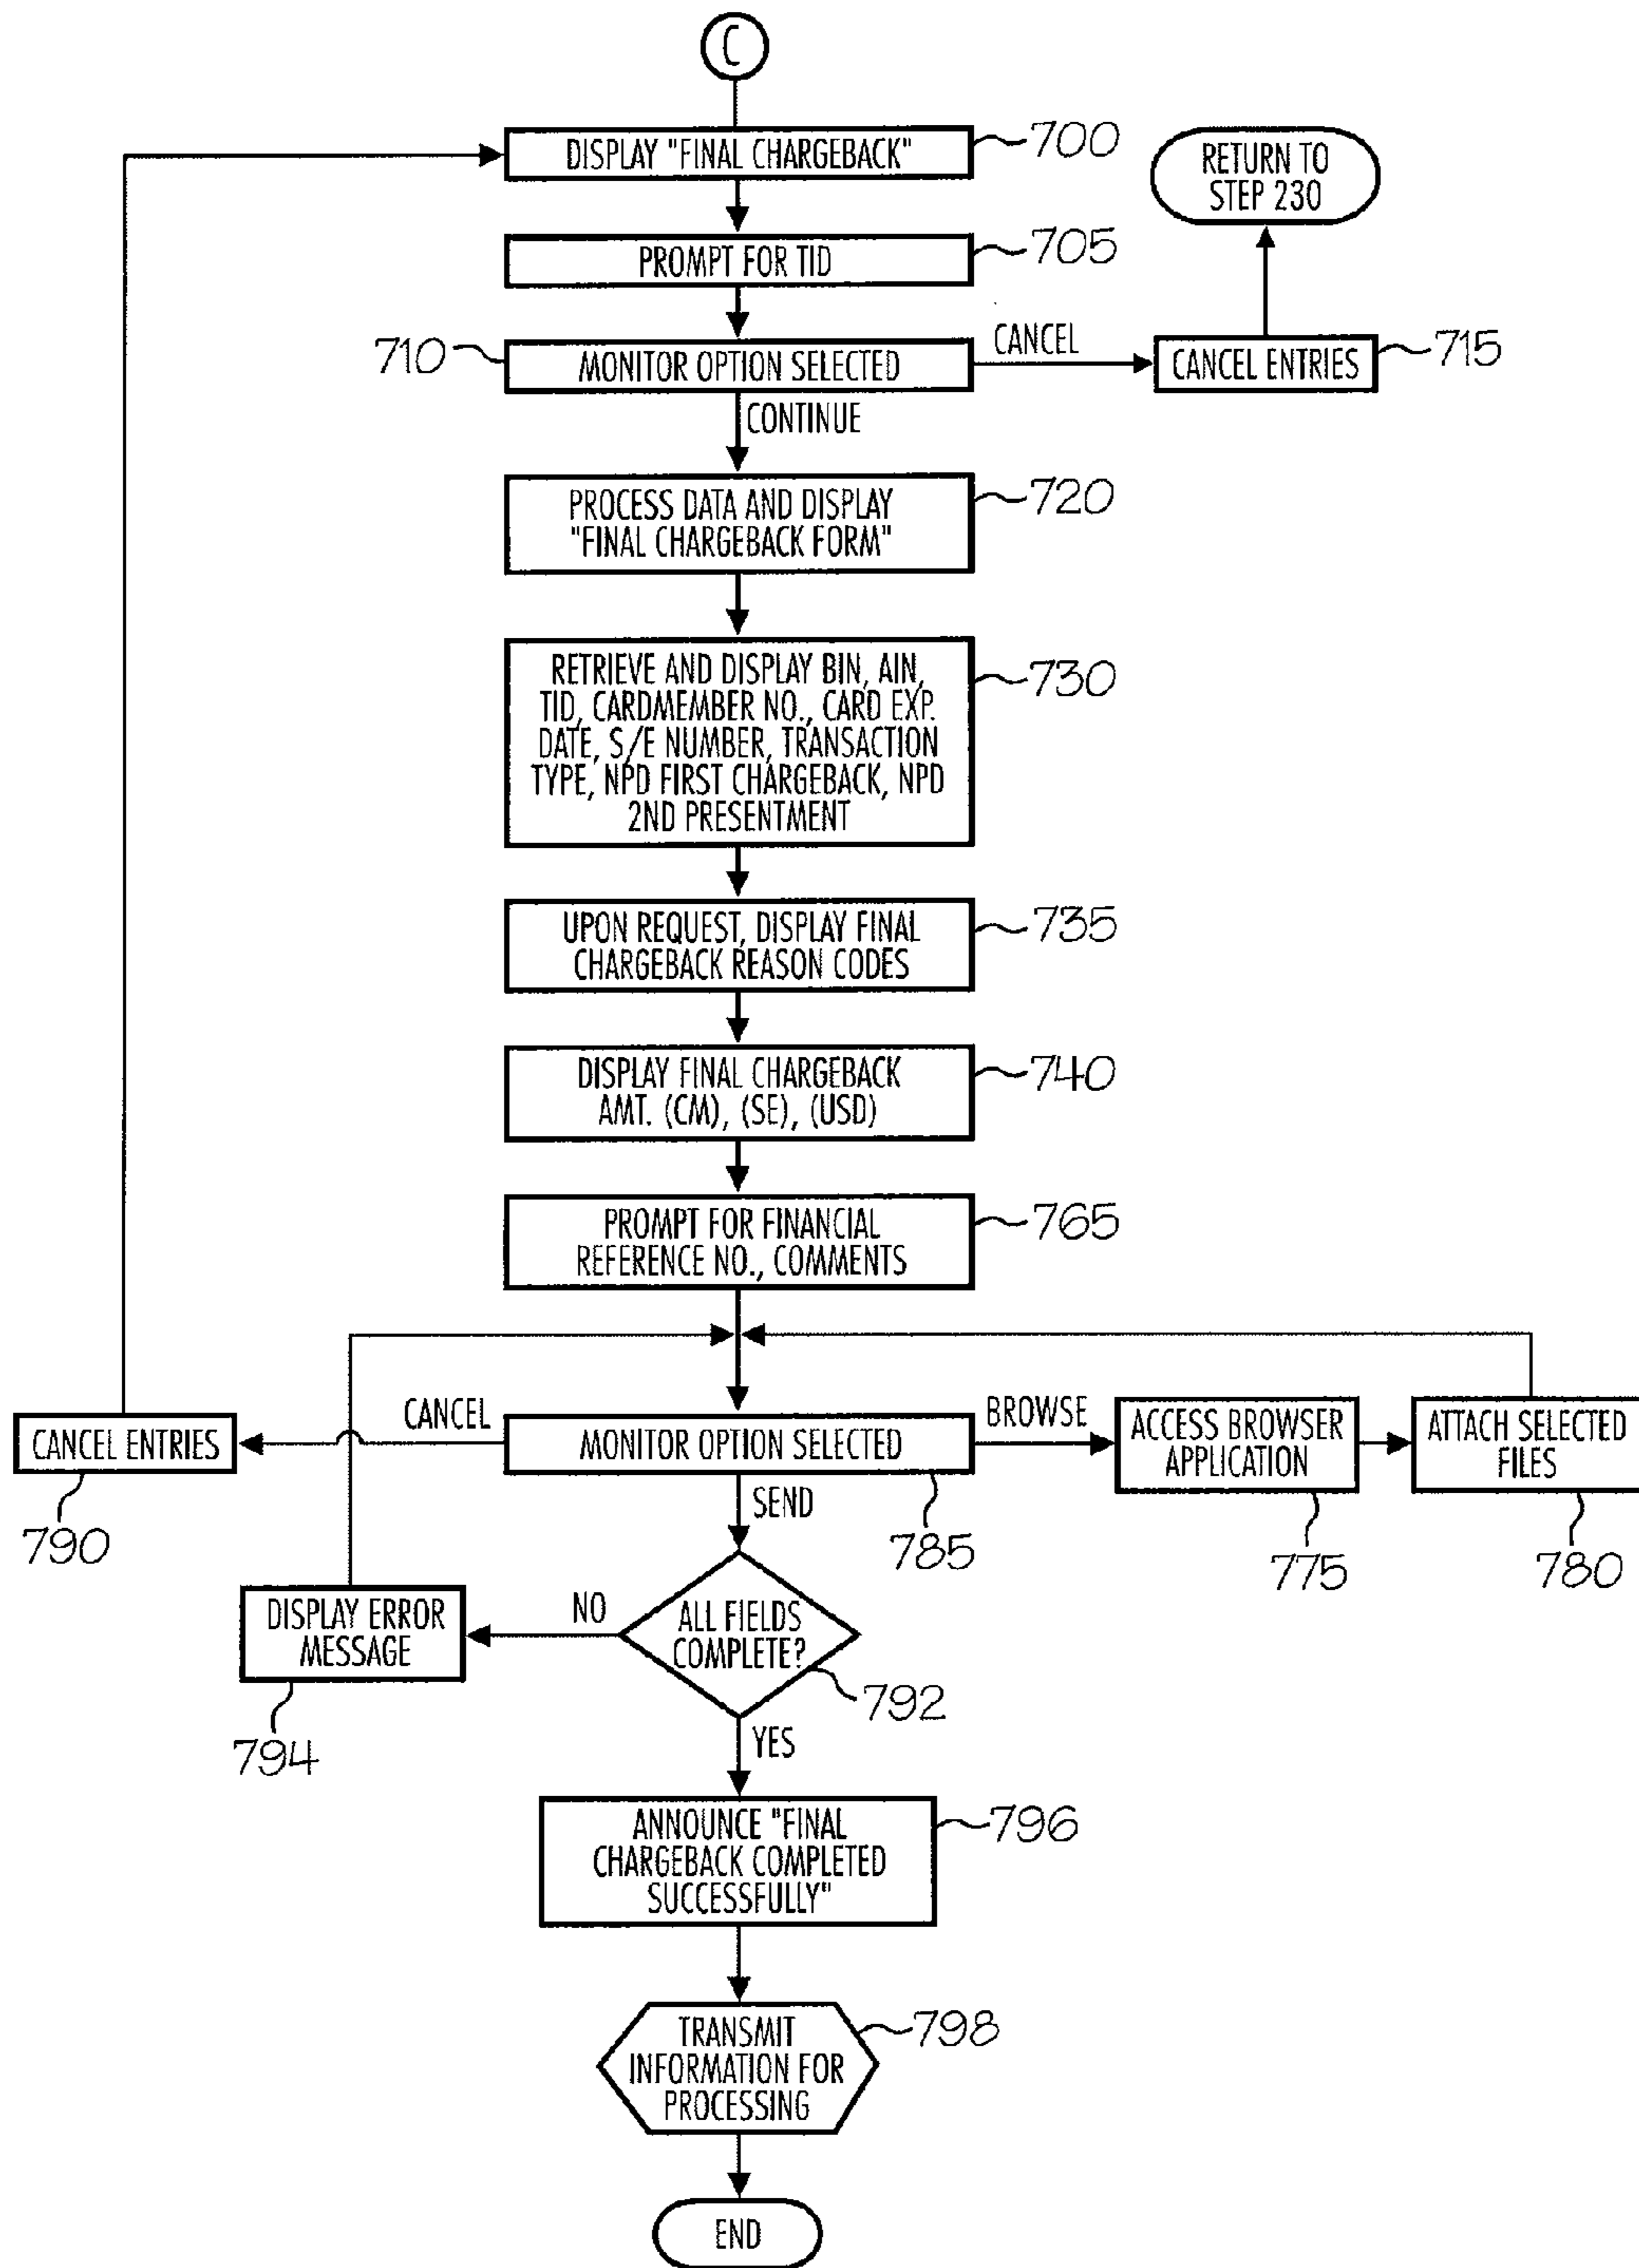 C
DISPLAY "FINAL CHARGEBACK"
700
RETURN TO
STEP 230
PROMPT FOR TID
705
710
MONITOR OPTION SELECTED
CANCEL
CANCEL ENTRIES
715
CONTINUE
PROCESS DATA AND DISPLAY
"FINAL CHARGEBACK FORM"
720
RETRIEVE AND DISPLAY BIN, AIN,
TID, CARDMEMBER NO., CARD EXP.
DATE, S/E NUMBER, TRANSACTION
TYPE, NPD FIRST CHARGEBACK, NPD
2ND PRESENTMENT
730
UPON REQUEST, DISPLAY FINAL
CHARGEBACK REASON CODES
735
DISPLAY FINAL CHARGEBACK
AMT. (CM), (SE), (USD)
740
PROMPT FOR FINANCIAL
REFERENCE NO., COMMENTS
765
CANCEL ENTRIES
790
CANCEL
MONITOR OPTION SELECTED
785
BROWSE
ACCESS BROWSER
APPLICATION
775
ATTACH SELECTED
FILES
780
SEND
DISPLAY ERROR
MESSAGE
794
NO
ALL FIELDS
COMPLETE?
792
YES
ANNOUNCE "FINAL
CHARGEBACK COMPLETED
SUCCESSFULLY"
796
TRANSMIT
INFORMATION FOR
PROCESSING
798
END